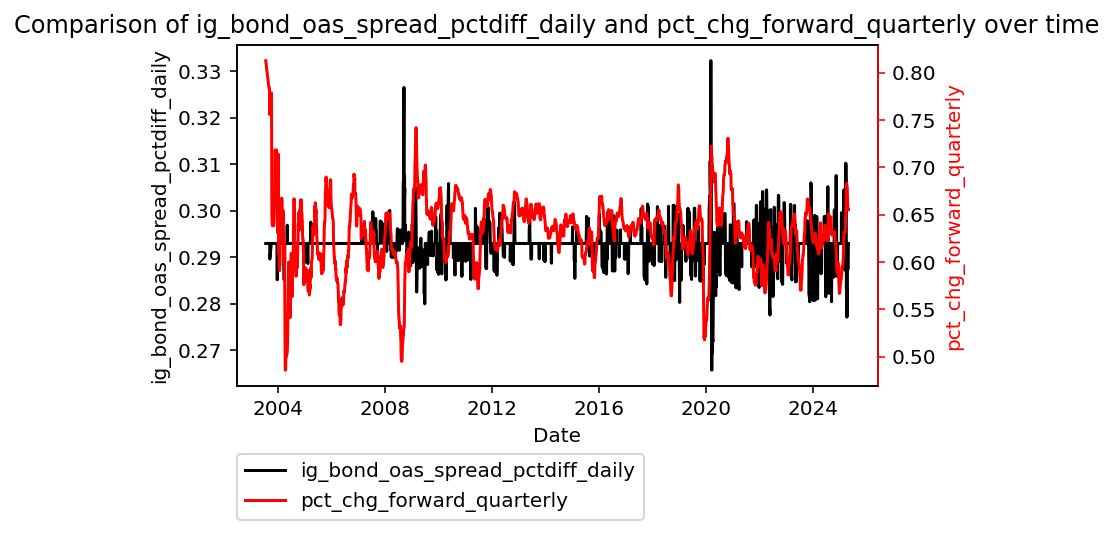 Comparison of ig_bond_oas_spread_pctdiff_daily and pct_chg_forward_quarterly over time
ig_bond_oas_spread_pctdiff_daily
0.33
0.32
0.31
0.30
0.29
0.28
0.27
0.80
0.75
0.70
0.65
0.60
0.55
0.50
pct_chg_forward_quarterly
2004 2008 2012 2016 2020 2024
Date
ig_bond_oas_spread_pctdiff_daily
pct_chg_forward_quarterly